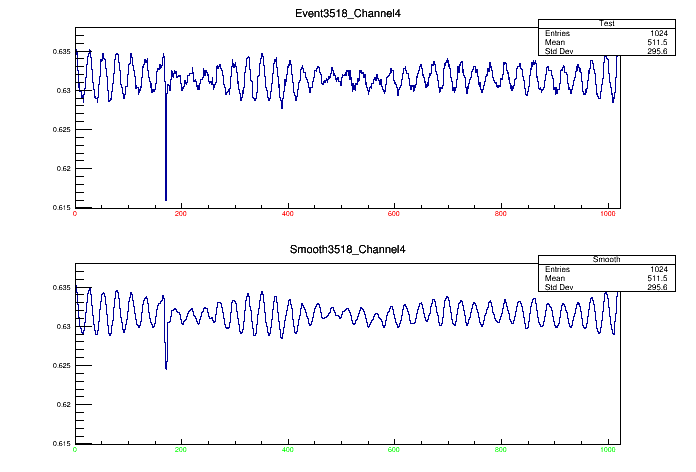 Event3518_Channel4
Test
Entries 1024
Mean 511.5
Std Dev 295.6
0.635
0.63
0.625
0.62
0.615
0 200 400 600 800 1000
Smooth3518_Channel4
Smooth
Entries 1024
Mean 511.5
Std Dev 295.6
0.635
0.63
0.625
0.62
0.615
0 200 400 600 800 1000